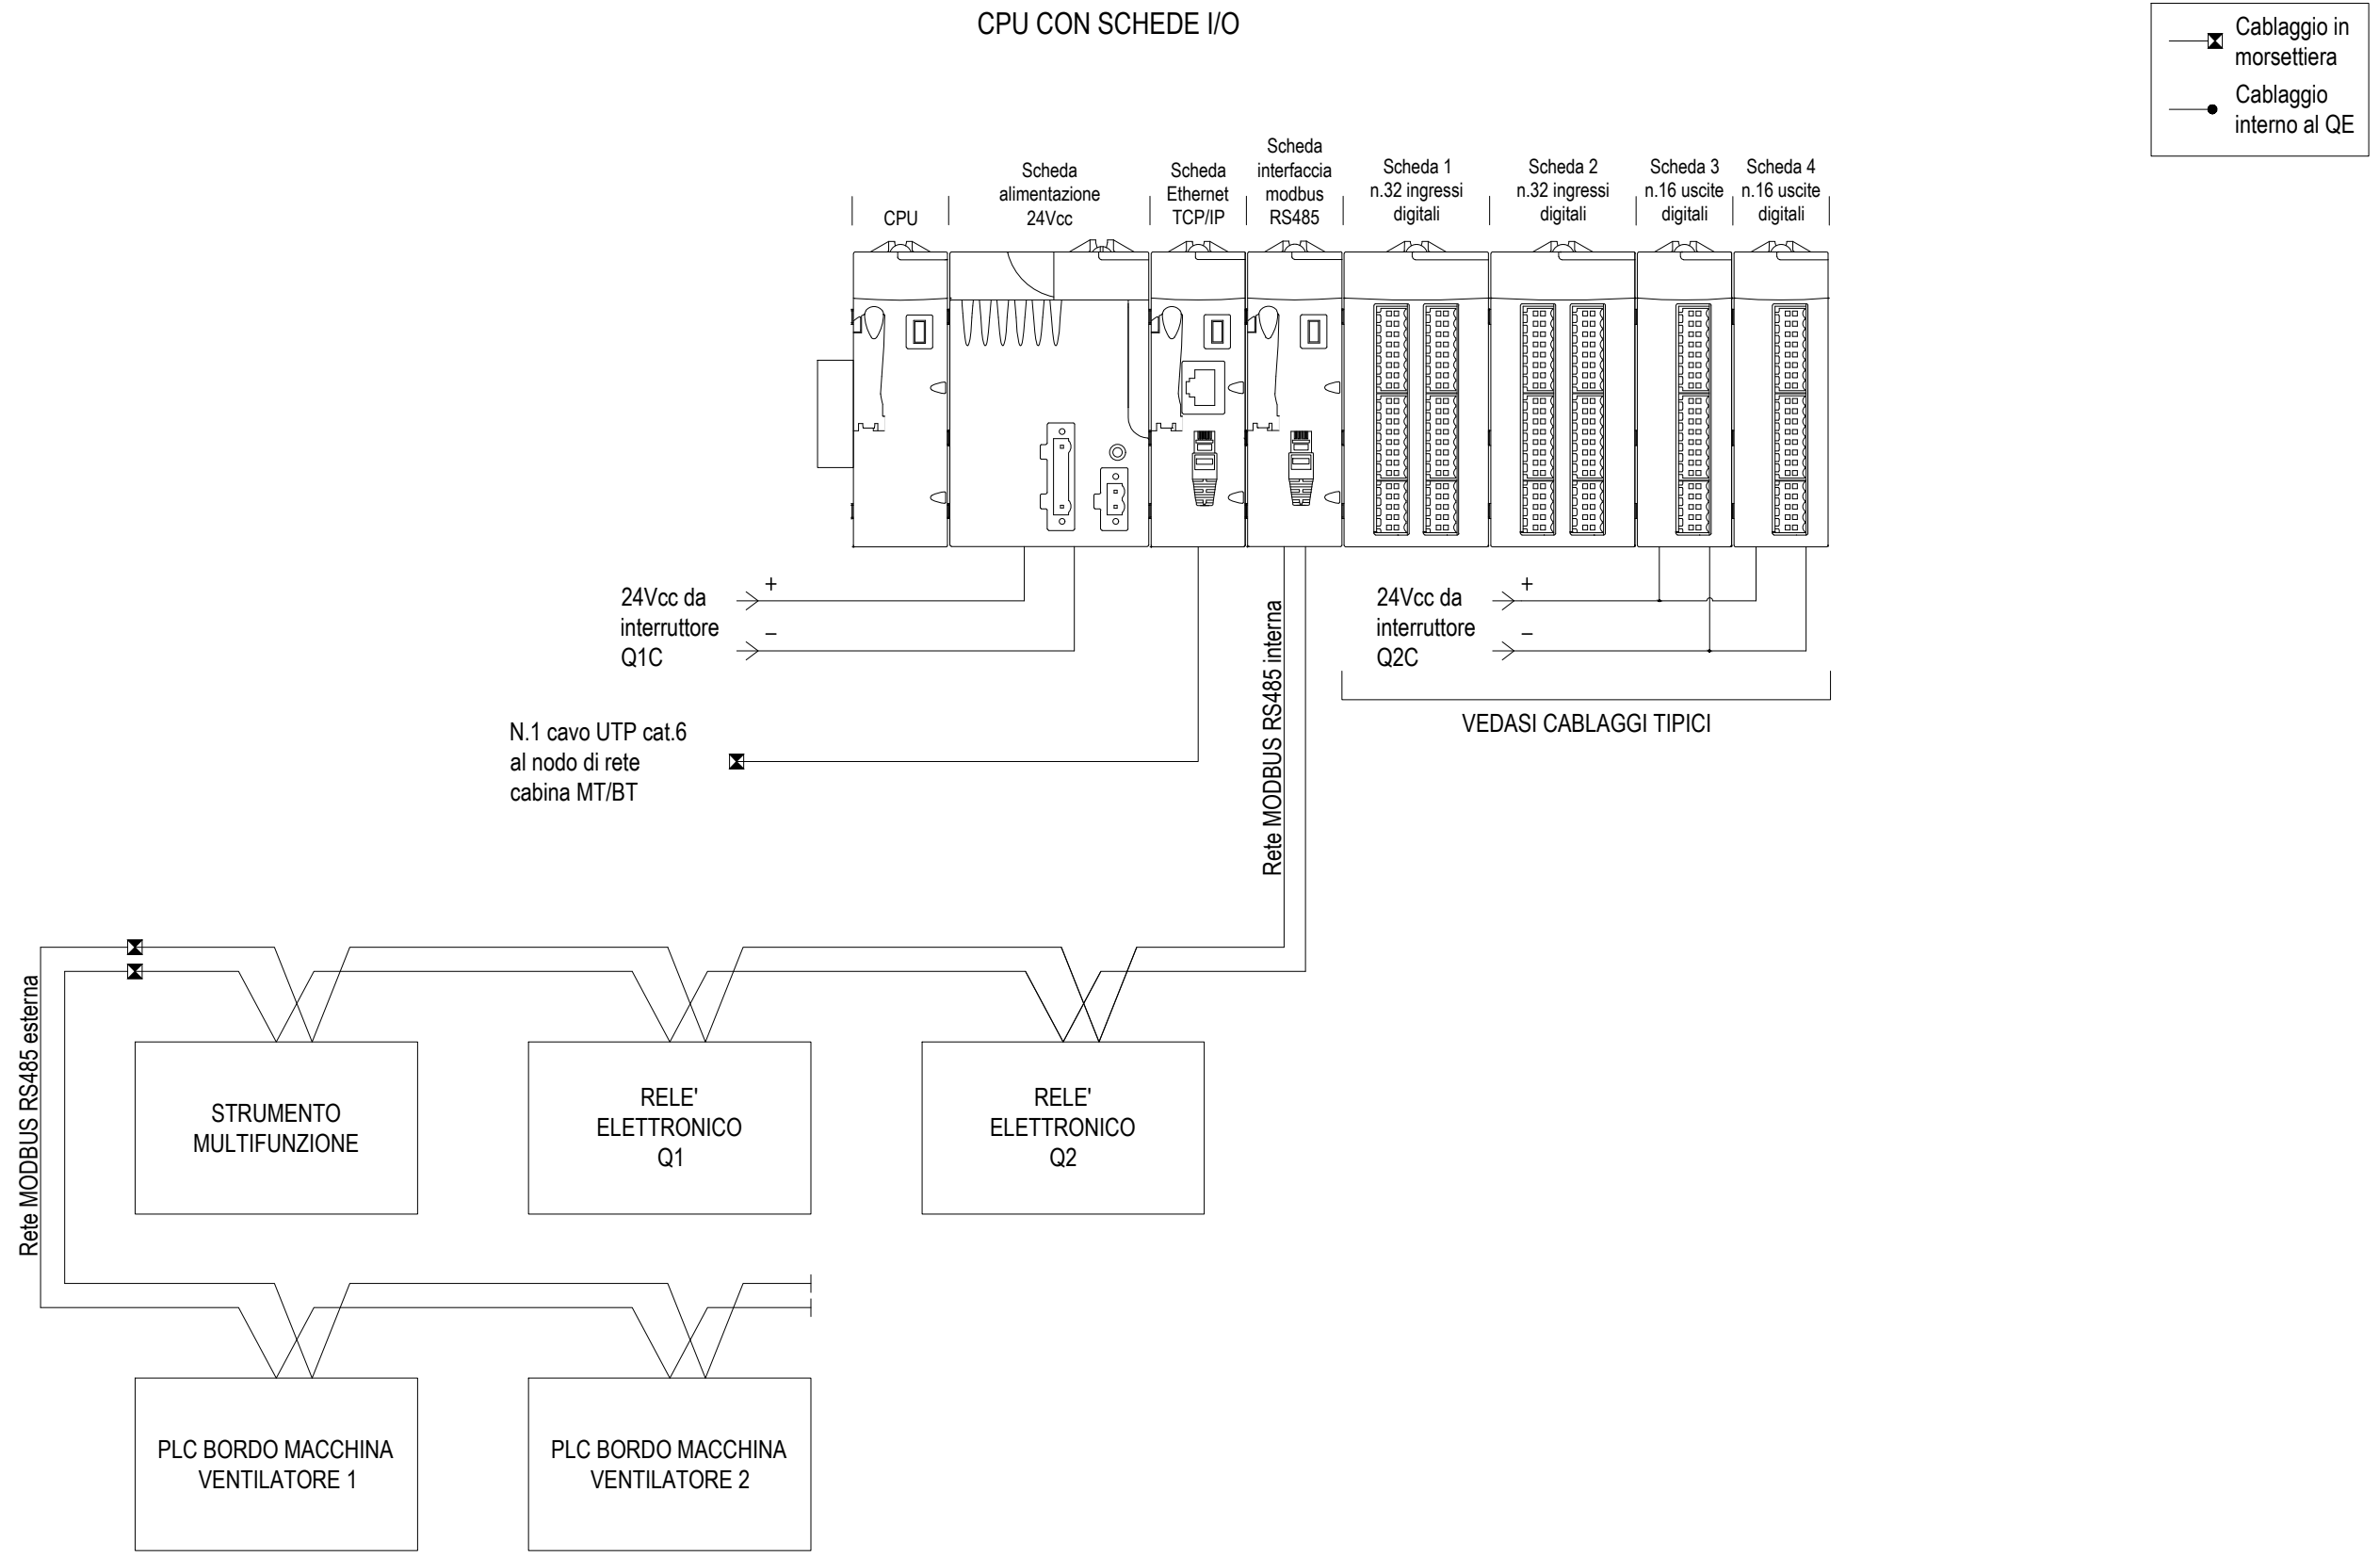 CPU CON SCHEDE I/O
Cablaggio in
morsettiera
Cablaggio
interno al QE
CPU
Scheda
alimentazione
24Vcc
Scheda
Ethernet
TCP/IP
Scheda
interfaccia
modbus
RS485
Scheda 1
n.32 ingressi
digitali
Scheda 2
n.32 ingressi
digitali
Scheda 3
n.16 uscite
digitali
Scheda 4
n.16 uscite
digitali
24Vcc da
interruttore
Q1C
+
–
24Vcc da
interruttore
Q2C
+
–
VEDASI CABLAGGI TIPICI
N.1 cavo UTP cat.6
al nodo di rete
cabina MT/BT
Rete MODBUS RS485 interna
Rete MODBUS RS485 esterna
STRUMENTO
MULTIFUNZIONE
RELE'
ELETTRONICO
Q1
RELE'
ELETTRONICO
Q2
PLC BORDO MACCHINA
VENTILATORE 1
PLC BORDO MACCHINA
VENTILATORE 2